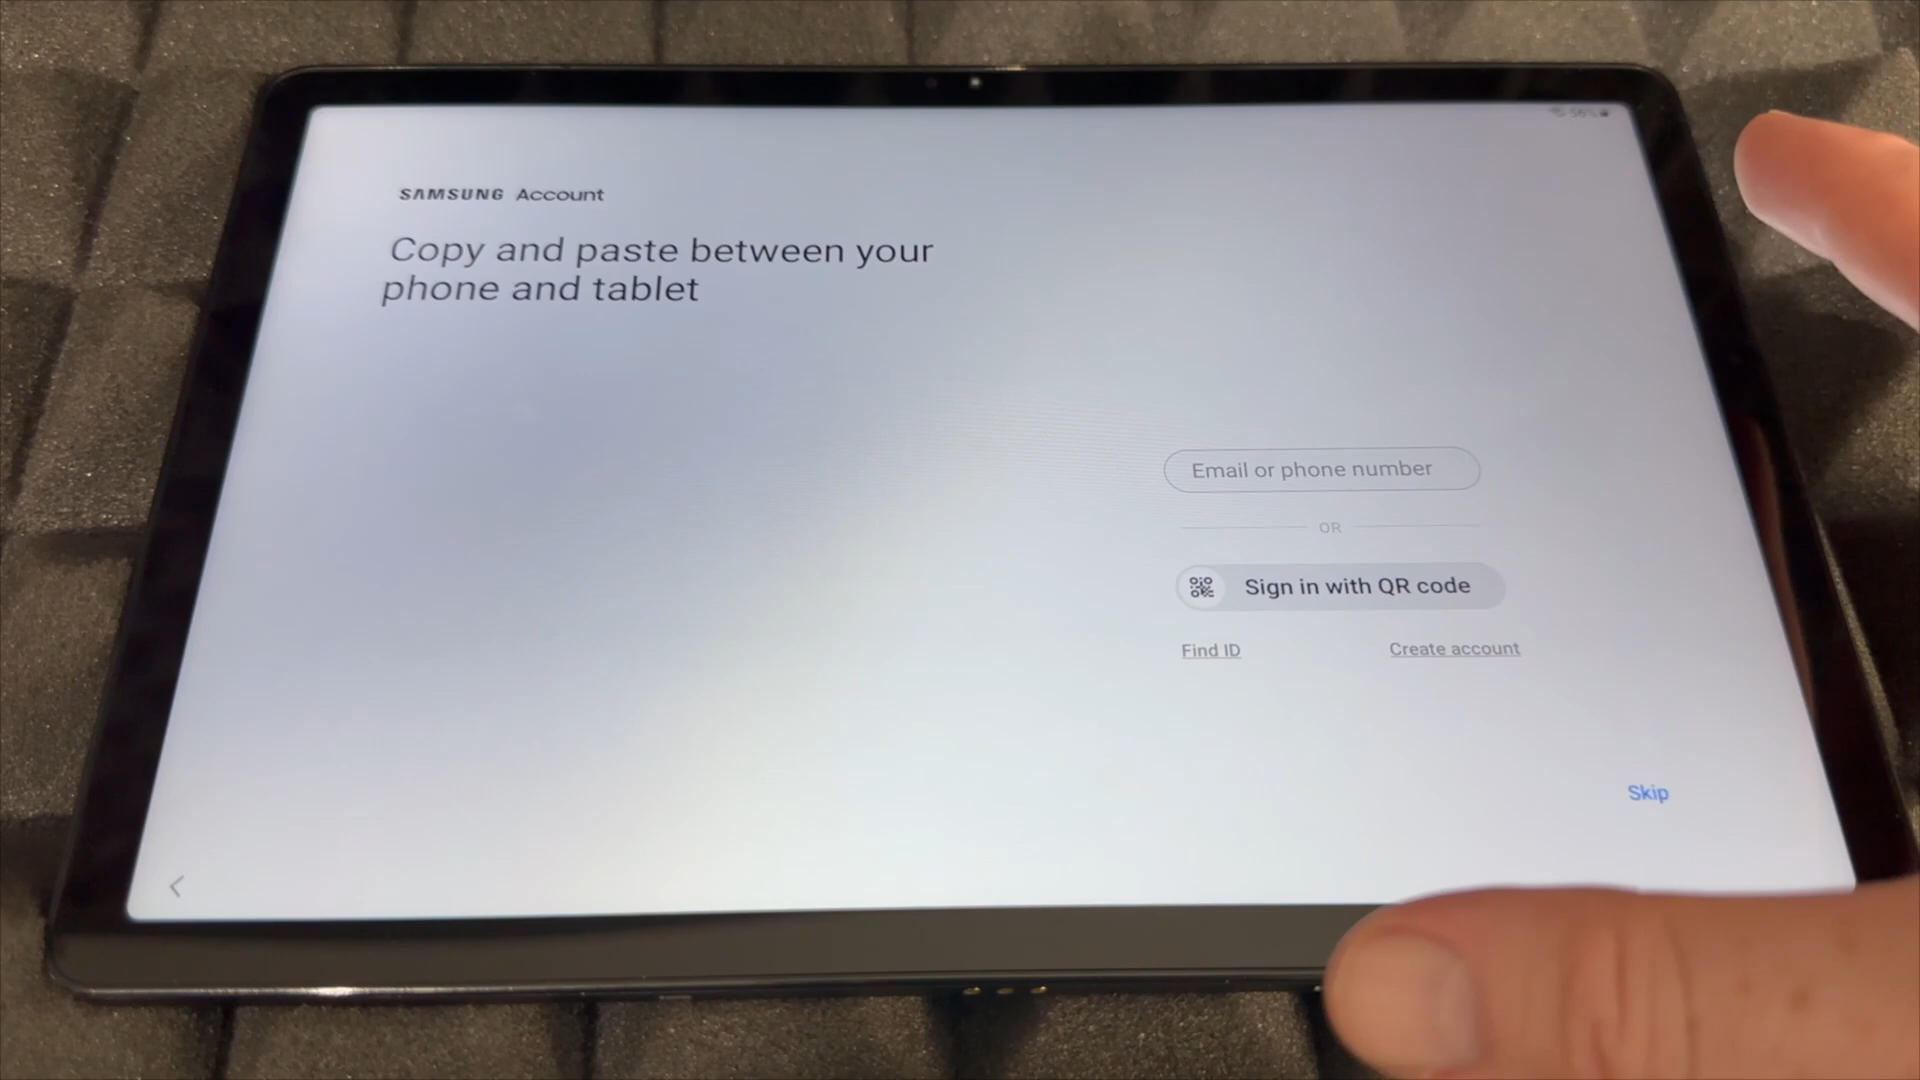 56%
SAMSUNG Account
Copy and paste between your
phone and tablet
Email or phone number
OR
Sign in with QR code
Find ID
Create account
Skip